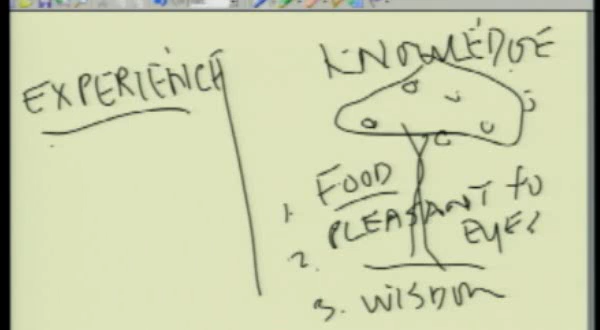 EXPERIENCE
KNOWLEDGE
1. FOOD
2. PLEASANT to
EYES
3. WISDOM